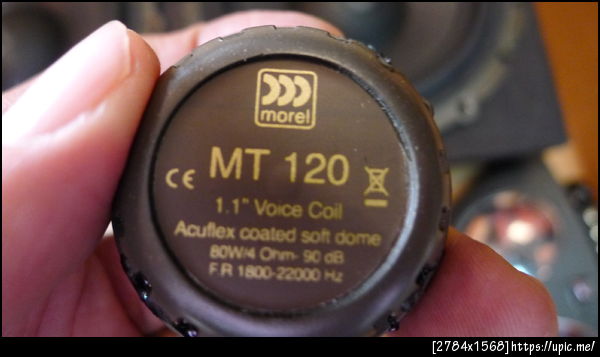 morel
MT 120
CE
1.1" Voice Coil
Acuflex coated soft dome
80W/4 Ohm- 90 dB
F.R 1800-22000 Hz
[2784x1568]https://upic.me/